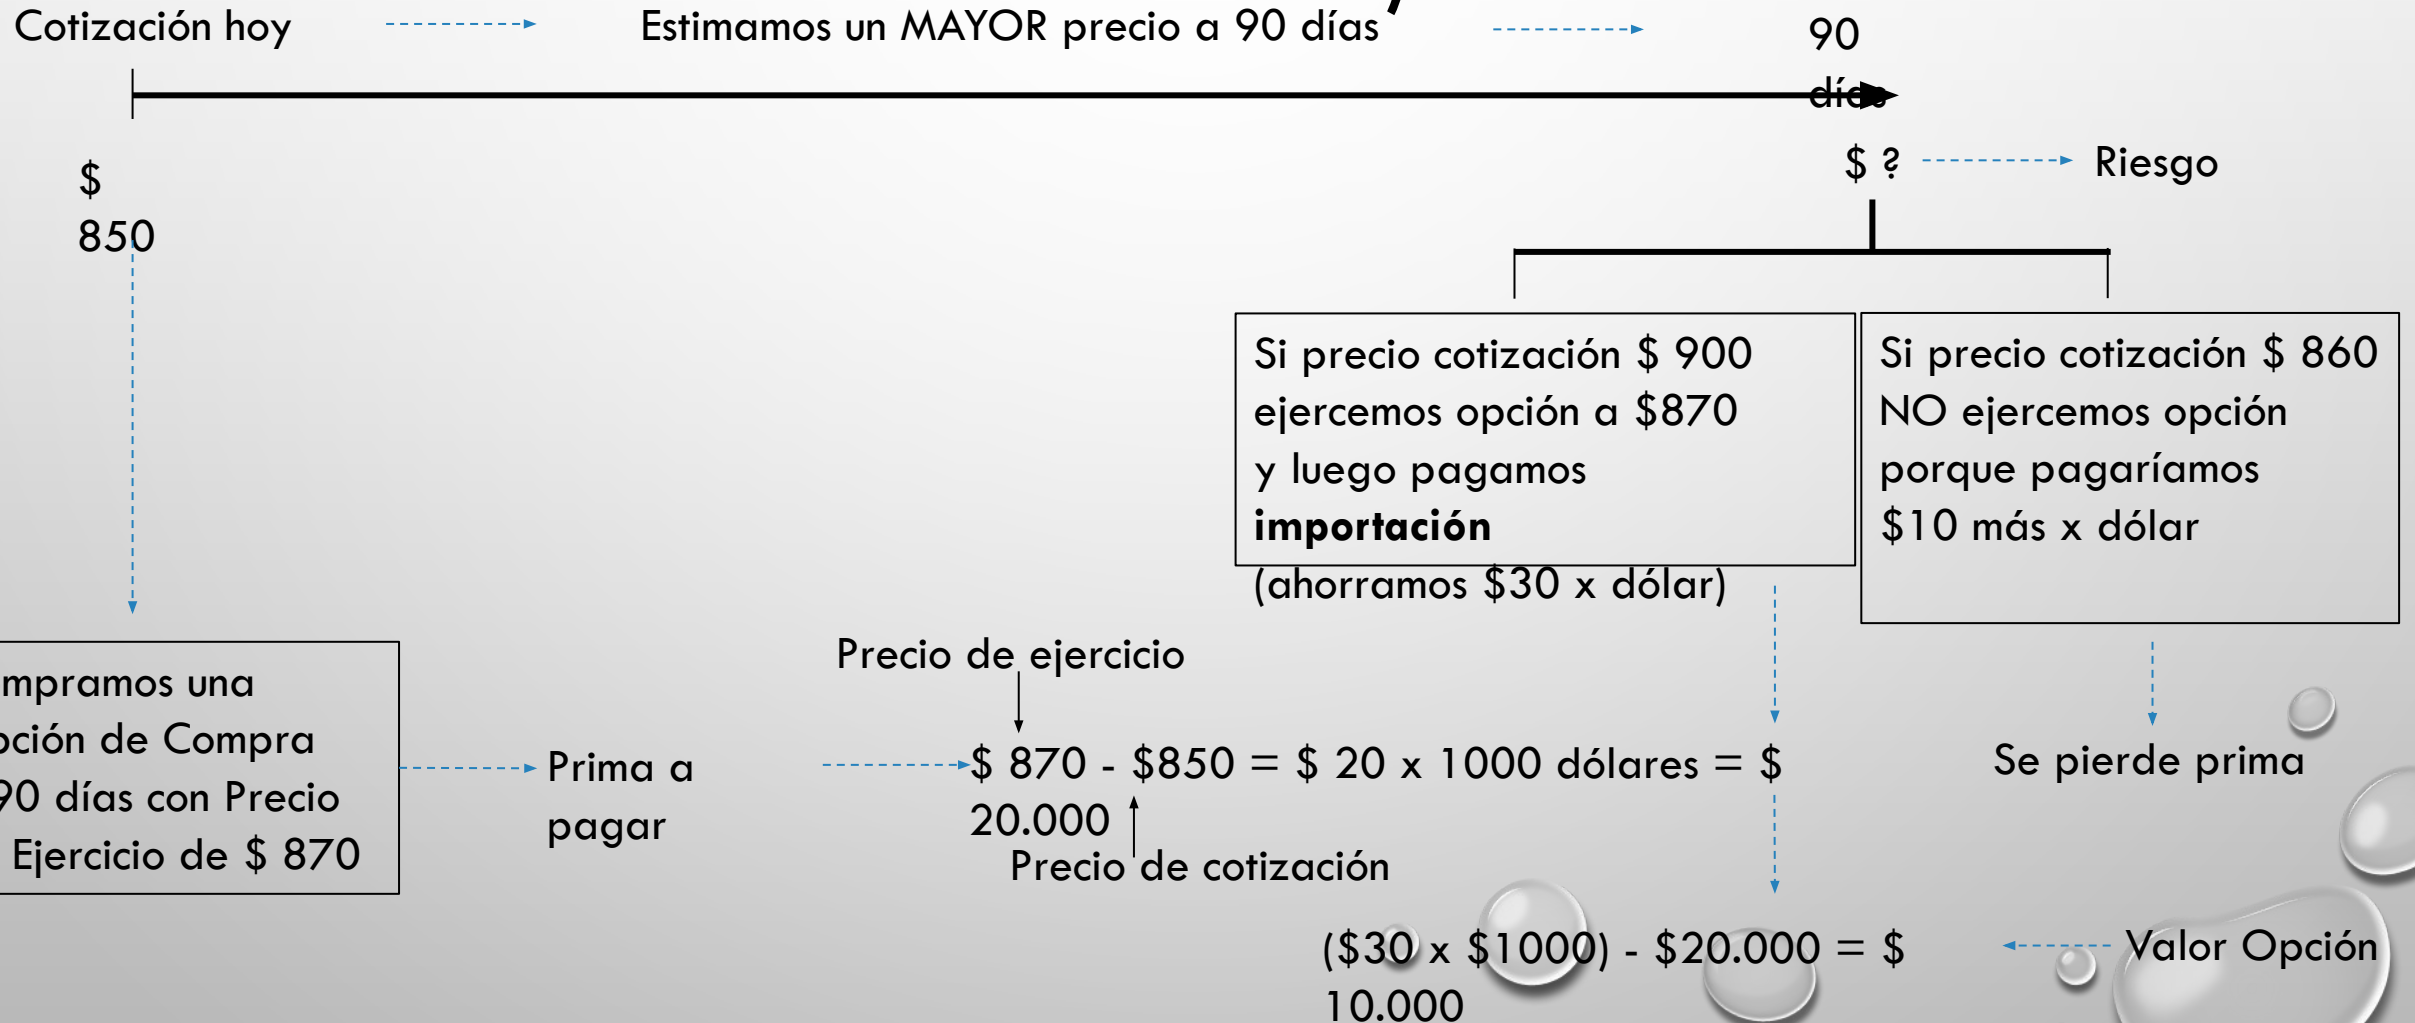 Cotización hoy
Estimamos un MAYOR precio a 90 días
90
días
$
850
$ ?
Riesgo
Si precio cotización $ 900
ejercemos opción a $870
y luego pagamos
importación
(ahorramos $30 x dólar)
Si precio cotización $ 860
NO ejercemos opción
porque pagaríamos
$10 más x dólar
mpramos una
pción de Compra
90 días con Precio
Ejercicio de $ 870
Prima a
pagar
Precio de ejercicio
$ 870 - $850 = $ 20 x 1000 dólares = $
20.000
Precio de cotización
Se pierde prima
($30 x $1000) - $20.000 = $
10.000
Valor Opción